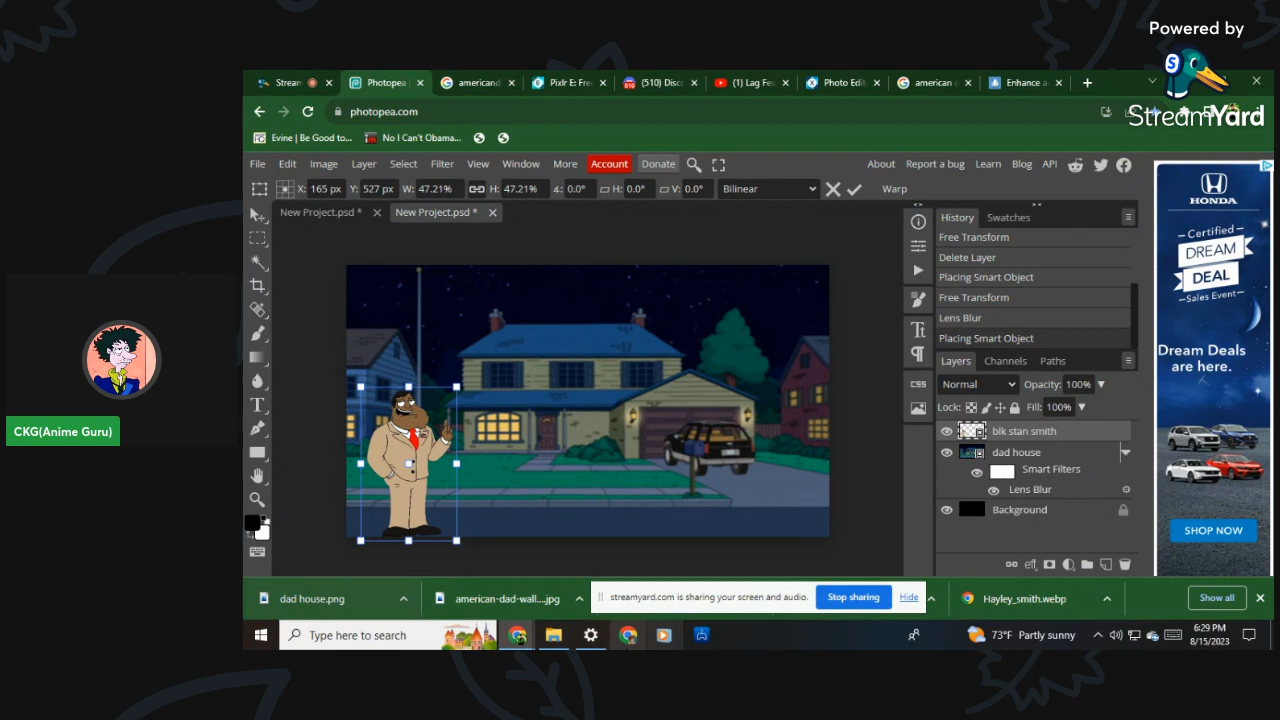 Powered by
StreamYard
Stream
Photopea
americand
Pixlr E: Free
(510) Disco
(1) Lag Fes
Photo Edit
american c
Enhance a
photopea.com
Evine | Be Good to...
No I Can't Obama...
File Edit Image Layer Select Filter View Window More Account Donate
About Report a bug Learn Blog API
X: 165 px Y: 527 px W: 47.21% H: 47.21% ∡: 0.0° H: 0.0° V: 0.0° Bilinear Warp
New Project.psd *
New Project.psd *
History Swatches
Free Transform
Delete Layer
Placing Smart Object
Free Transform
Lens Blur
Placing Smart Object
Layers Channels Paths
CSS
Normal Opacity: 100%
Lock: Fill: 100%
blk stan smith
dad house
Smart Filters
Lens Blur
Background
HONDA
Certified
DREAM
DEAL
Sales Event
Dream Deals
are here.
SHOP NOW
CKG(Anime Guru)
dad house.png
american-dad-wall....jpg
streamyard.com is sharing your screen and audio.
Stop sharing
Hide
Hayley_smith.webp
Show all
Type here to search
73°F Partly sunny
6:29 PM
8/15/2023